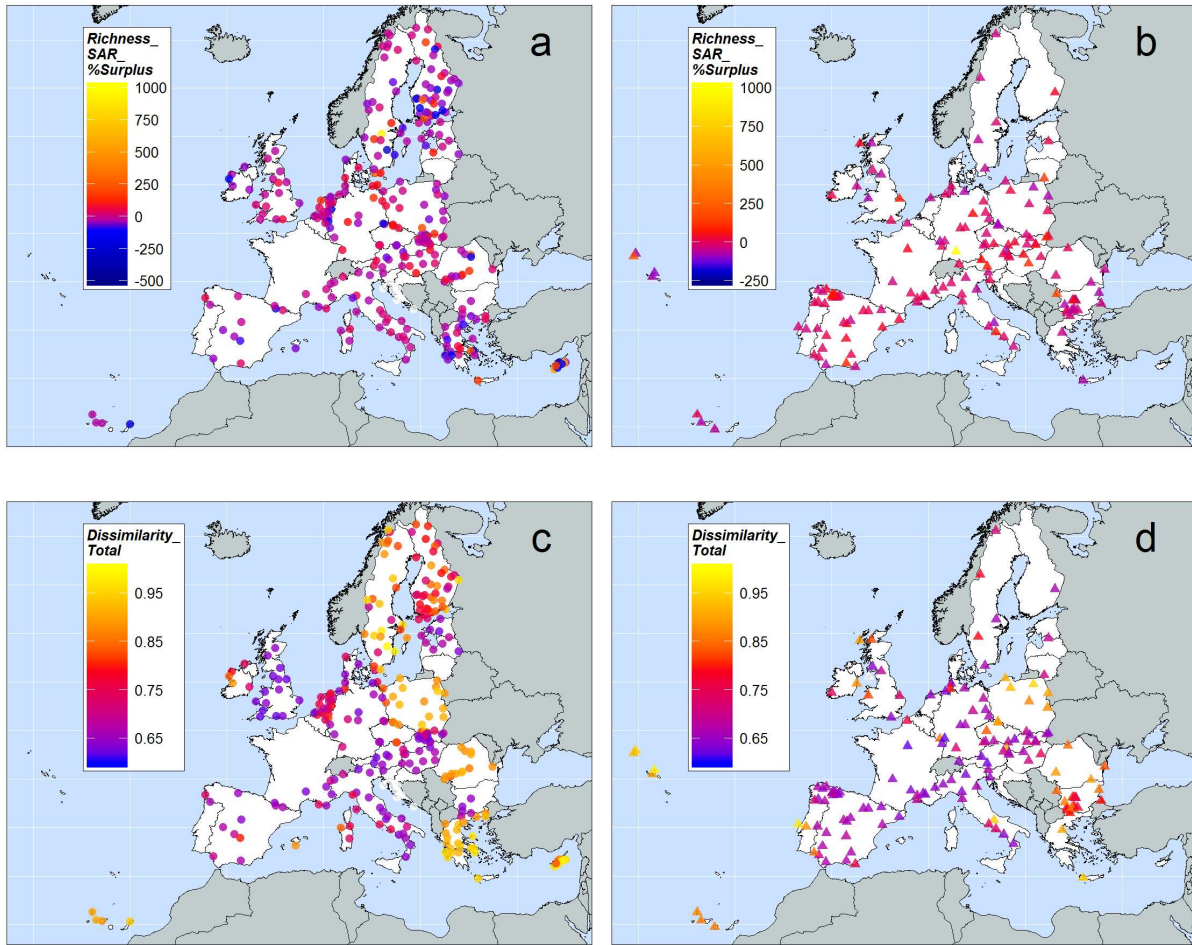 a
Richness_
SAR_
%Surplus
1000
750
500
250
0
-250
-500
b
Richness_
SAR_
%Surplus
1000
750
500
250
0
-250
c
Dissimilarity_
Total
0.95
0.85
0.75
0.65
d
Dissimilarity_
Total
0.95
0.85
0.75
0.65